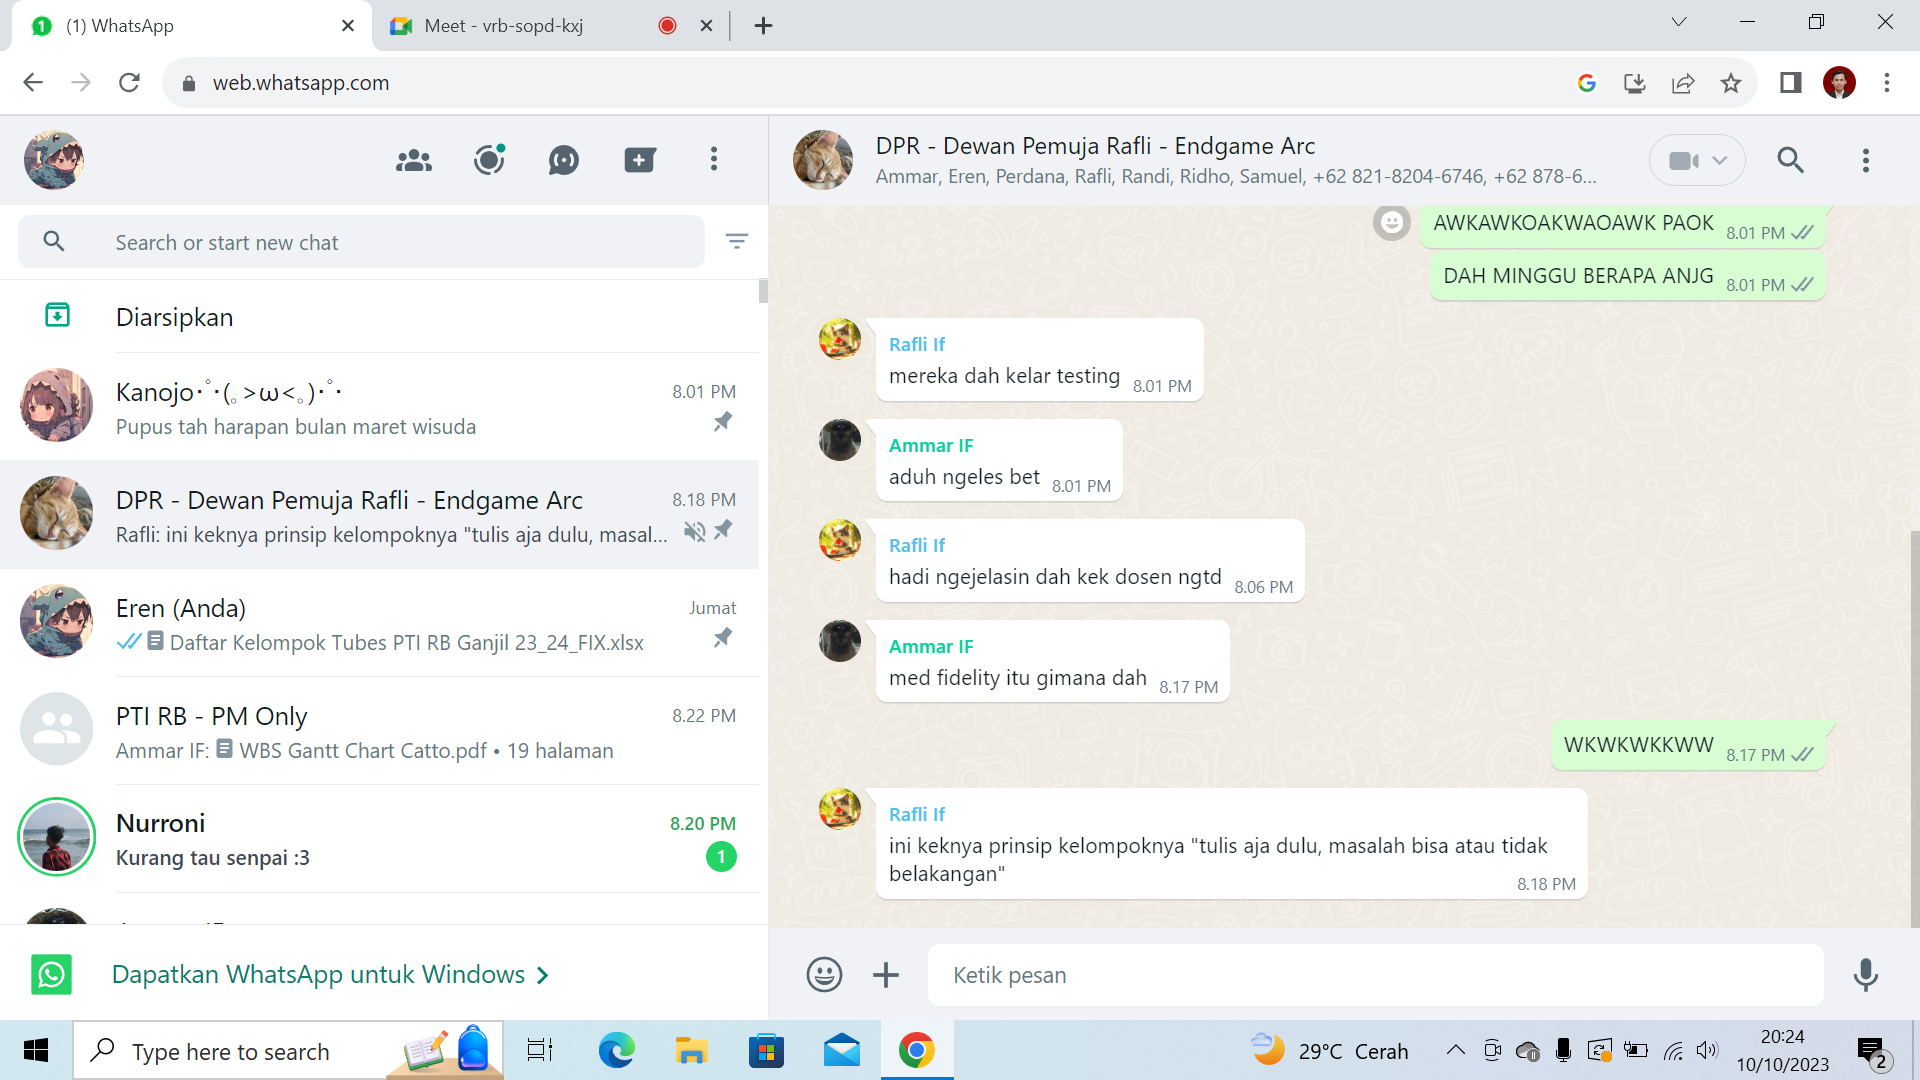 (1) WhatsApp
Meet - vrb-sopd-kxj
web.whatsapp.com
DPR - Dewan Pemuja Rafli - Endgame Arc
Ammar, Eren, Perdana, Rafli, Randi, Ridho, Samuel, +62 821-8204-6746, +62 878-6...
Search or start new chat
Diarsipkan
Kanojo･ﾟ･(｡>ω<｡)･ﾟ･ 8.01 PM
Pupus tah harapan bulan maret wisuda
DPR - Dewan Pemuja Rafli - Endgame Arc 8.18 PM
Rafli: ini keknya prinsip kelompoknya "tulis aja dulu, masal...
Eren (Anda) Jumat
Daftar Kelompok Tubes PTI RB Ganjil 23_24_FIX.xlsx
PTI RB - PM Only 8.22 PM
Ammar IF: WBS Gantt Chart Catto.pdf • 19 halaman
Nurroni 8.20 PM
Kurang tau senpai :3 1
Dapatkan WhatsApp untuk Windows
AWKAWKOAKWAOAWK PAOK 8.01 PM
DAH MINGGU BERAPA ANJG 8.01 PM
Rafli If
mereka dah kelar testing 8.01 PM
Ammar IF
aduh ngeles bet 8.01 PM
Rafli If
hadi ngejelasin dah kek dosen ngtd 8.06 PM
Ammar IF
med fidelity itu gimana dah 8.17 PM
WKWKWKKWW 8.17 PM
Rafli If
ini keknya prinsip kelompoknya "tulis aja dulu, masalah bisa atau tidak
belakangan"
8.18 PM
Ketik pesan
Type here to search
29°C Cerah
20:24
10/10/2023
2